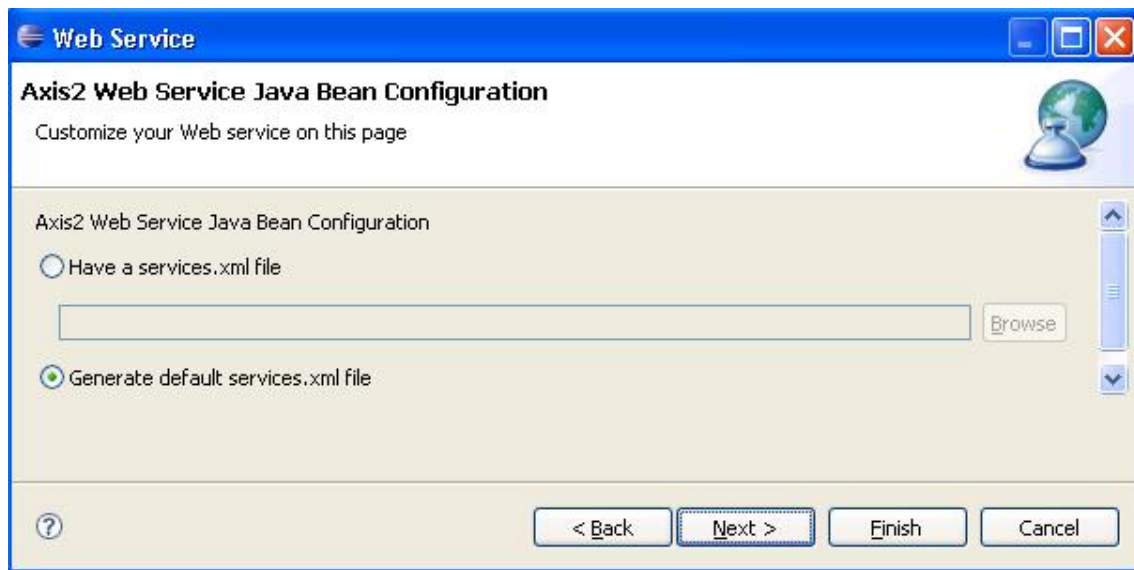 Web Service
Axis2 Web Service Java Bean Configuration
Customize your Web service on this page
Axis2 Web Service Java Bean Configuration
Have a services.xml file
Browse
Generate default services.xml file
?
< Back
Next >
Finish
Cancel